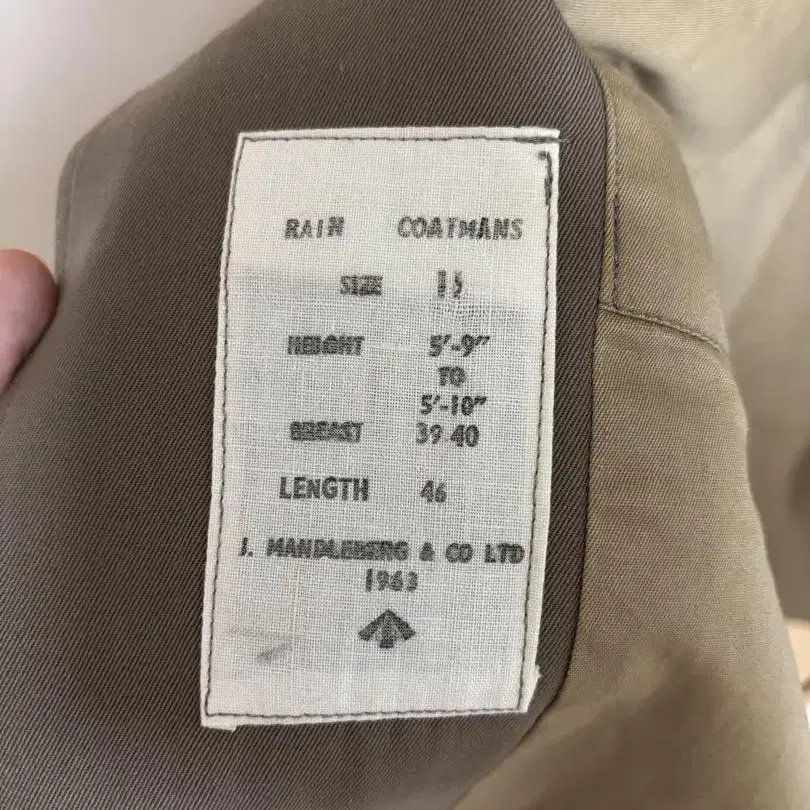 RAIN COATMANS
SIZE 15
HEIGHT 5'-9"
TO
5'-10"
BREAST 39 40
LENGTH 46
J. MANDLEBERG & CO LTD
1963